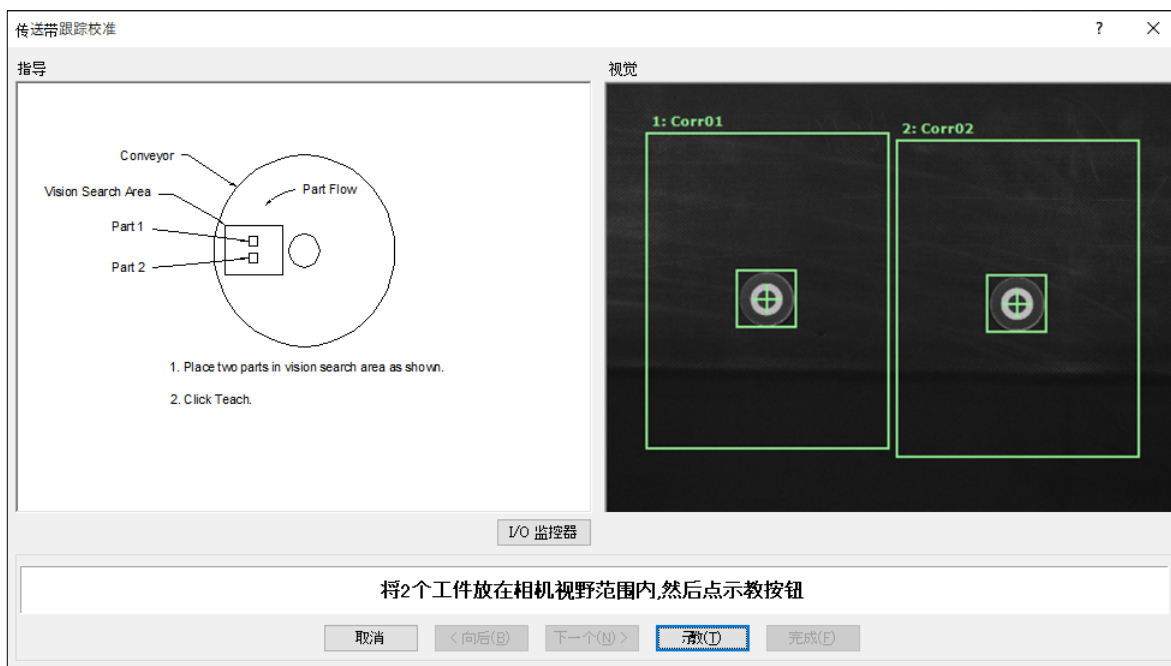 传送带跟踪校准
?
指导
视觉
Conveyor
Vision Search Area
Part Flow
Part 1
Part 2
1. Place two parts in vision search area as shown.
2. Click Teach.
1: Corr01
2: Corr02
I/O 监控器
将2个工件放在相机视野范围内,然后点示教按钮
取消
< 向后(B)
下一个(N) >
示教(T)
完成(F)